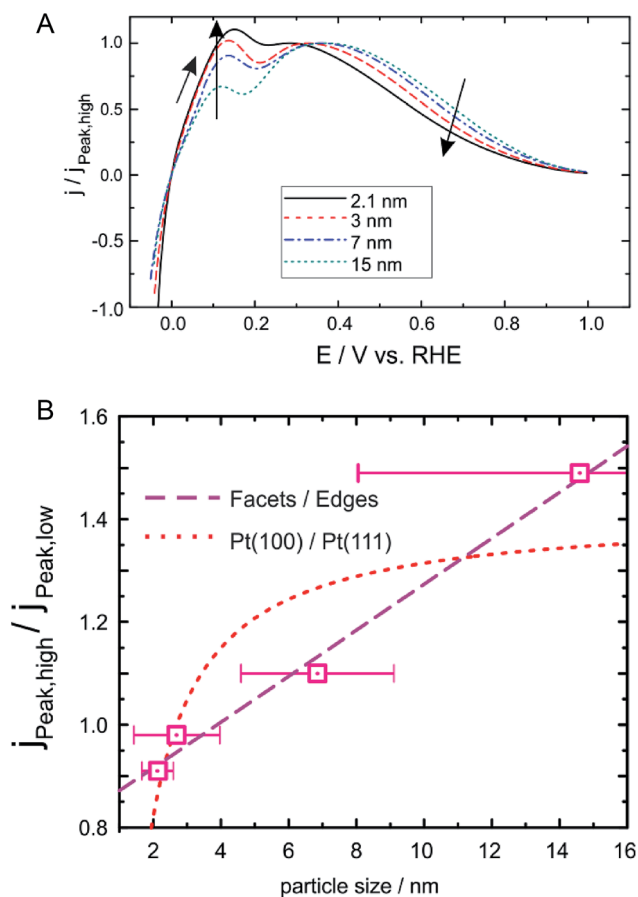 A
j / j Peak,high
1.0
0.5
0.0
-0.5
-1.0
2.1 nm
3 nm
7 nm
15 nm
0.0 0.2 0.4 0.6 0.8 1.0
E / V vs. RHE
B
j Peak,high / j Peak,low
1.6
1.4
1.2
1.0
0.8
Facets / Edges
Pt(100) / Pt(111)
2 4 6 8 10 12 14 16
particle size / nm